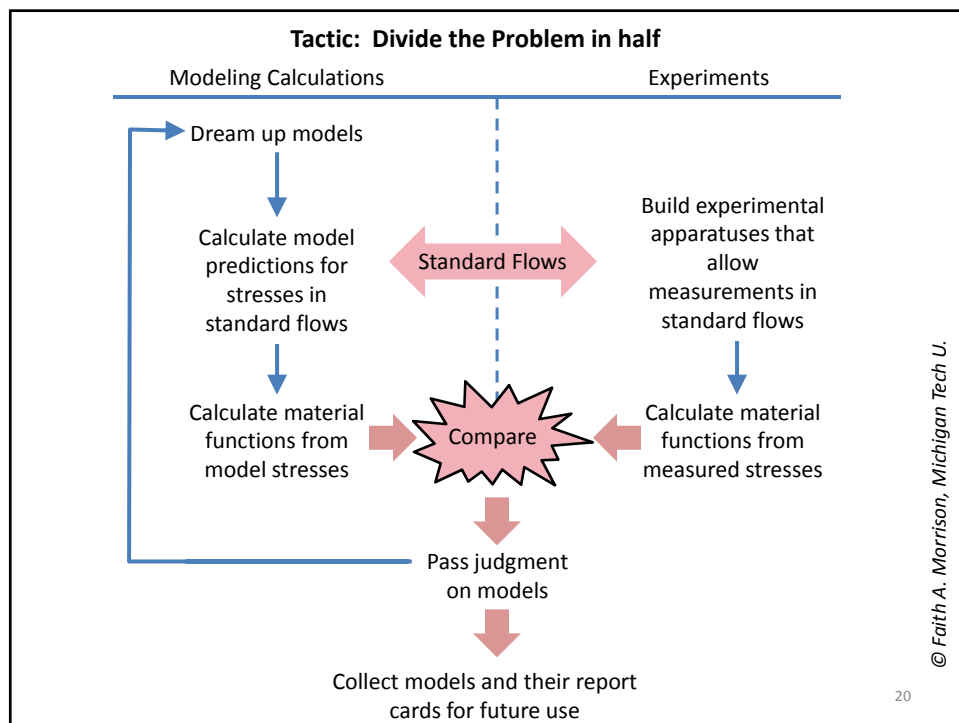 Tactic:  Divide the Problem in half
Modeling Calculations
Experiments
Dream up models
Calculate model
predictions for
stresses in
standard flows
Standard Flows
Build experimental
apparatuses that
allow
measurements in
standard flows
Calculate material
functions from
model stresses
Compare
Calculate material
functions from
measured stresses
Pass judgment
on models
Collect models and their report
cards for future use
© Faith A. Morrison, Michigan Tech U.
20